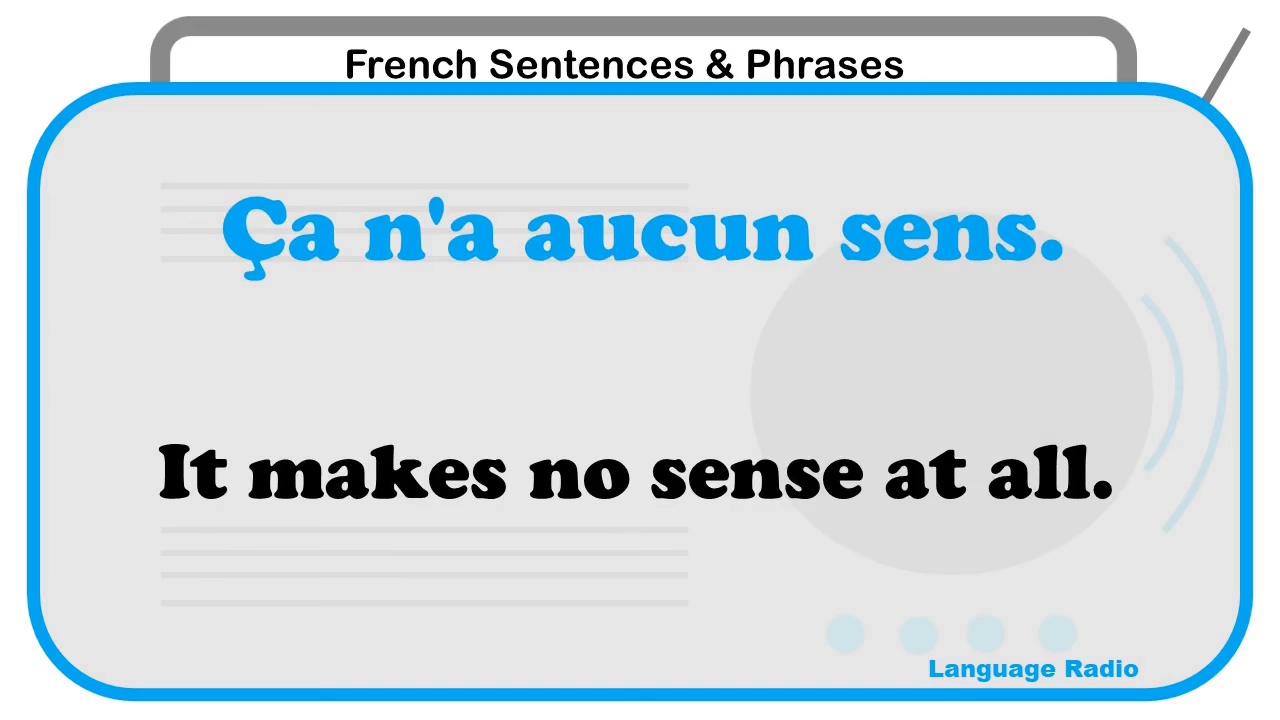 French Sentences & Phrases
Ça n'a aucun sens.
It makes no sense at all.
Language Radio